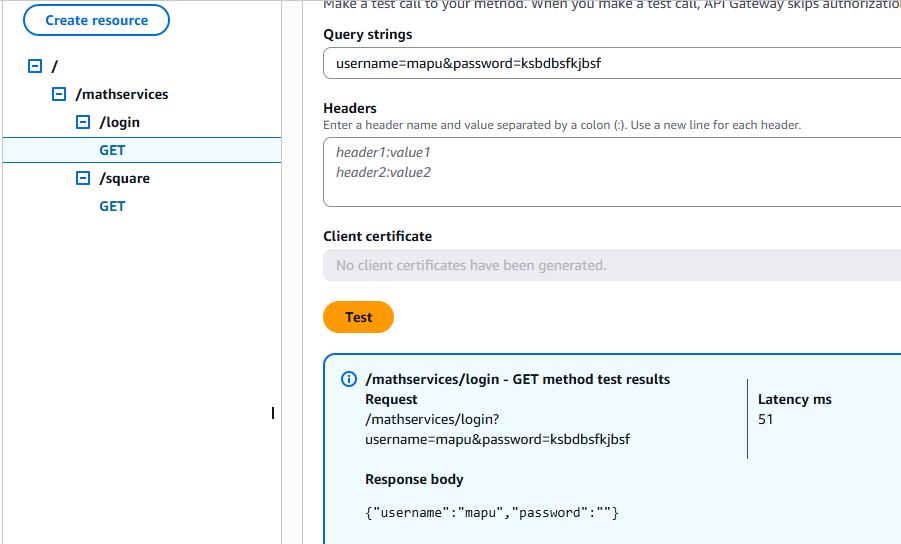 Create resource
/
/mathservices
/login
GET
/square
GET
Make a test call to your method. When you make a test call, API Gateway skips authorizatio
Query strings
username=mapu&password=ksbdbsfkjbsf
Headers
Enter a header name and value separated by a colon (:). Use a new line for each header.
header1:value1
header2:value2
Client certificate
No client certificates have been generated.
Test
/mathservices/login - GET method test results
Request
/mathservices/login?
username=mapu&password=ksbdbsfkjbsf
Latency ms
51
Response body
{"username":"mapu","password":""}